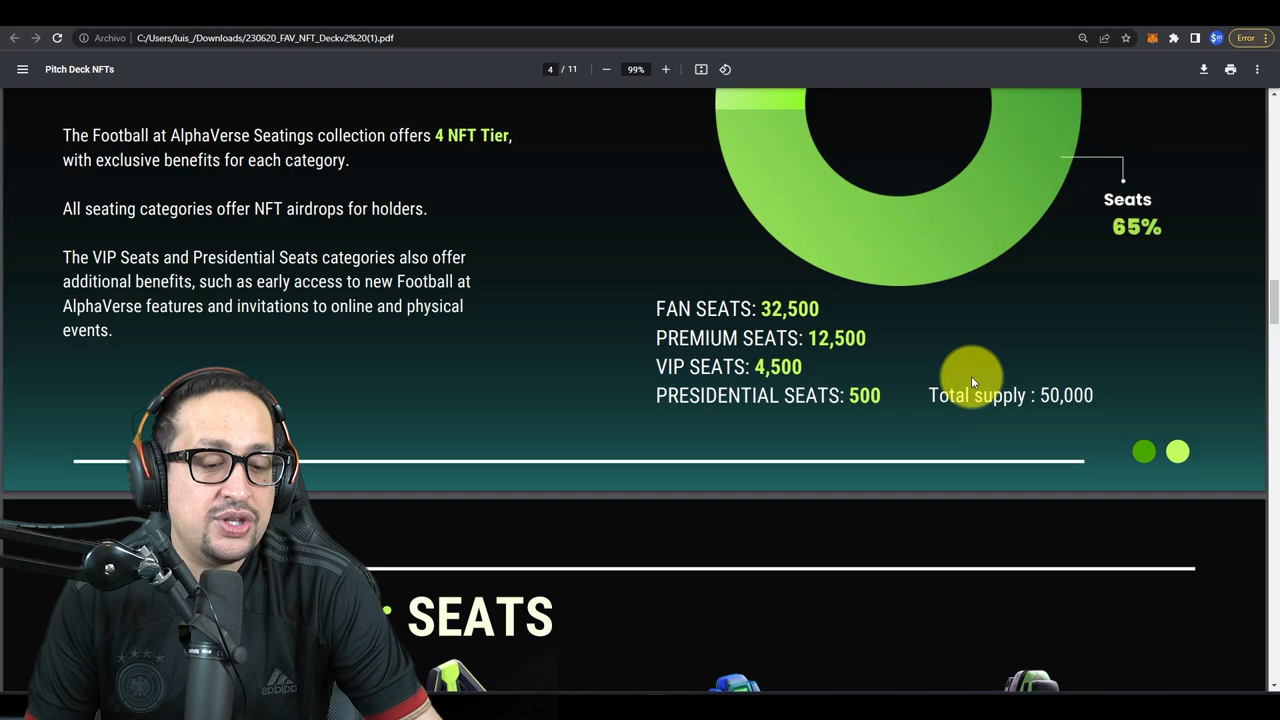 Archivo
C:/Users/luis_/Downloads/230620_FAV_NFT_Deckv2%20(1).pdf
Error
Pitch Deck NFTs
4 / 11
99%
The Football at AlphaVerse Seatings collection offers 4 NFT Tier,
with exclusive benefits for each category.
All seating categories offer NFT airdrops for holders.
The VIP Seats and Presidential Seats categories also offer
additional benefits, such as early access to new Football at
AlphaVerse features and invitations to online and physical
events.
Seats
65%
FAN SEATS: 32,500
PREMIUM SEATS: 12,500
VIP SEATS: 4,500
PRESIDENTIAL SEATS: 500
Total supply : 50,000
: SEATS
adidas